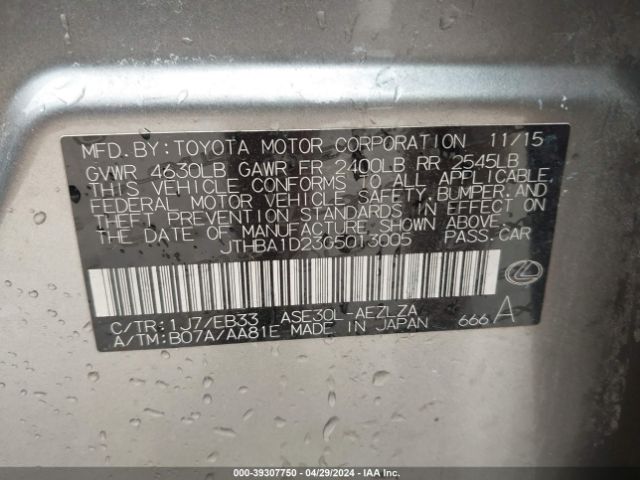 MFD. BY: TOYOTA MOTOR CORPORATION 11/15
GVWR 4630LB GAWR FR 2400LB RR 2545LB
THIS VEHICLE CONFORMS TO ALL APPLICABLE
FEDERAL MOTOR VEHICLE SAFETY, BUMPER, AND
THEFT PREVENTION STANDARDS IN EFFECT ON
THE DATE OF MANUFACTURE SHOWN ABOVE.
JTHBA1D23G5013005 PASS.CAR
C/TR: 1J7/EB33 ASE30L-AEZLZA
A/TM: B07A/AA81E MADE IN JAPAN 666 A
000-39307750 - 04/29/2024 - IAA Inc.